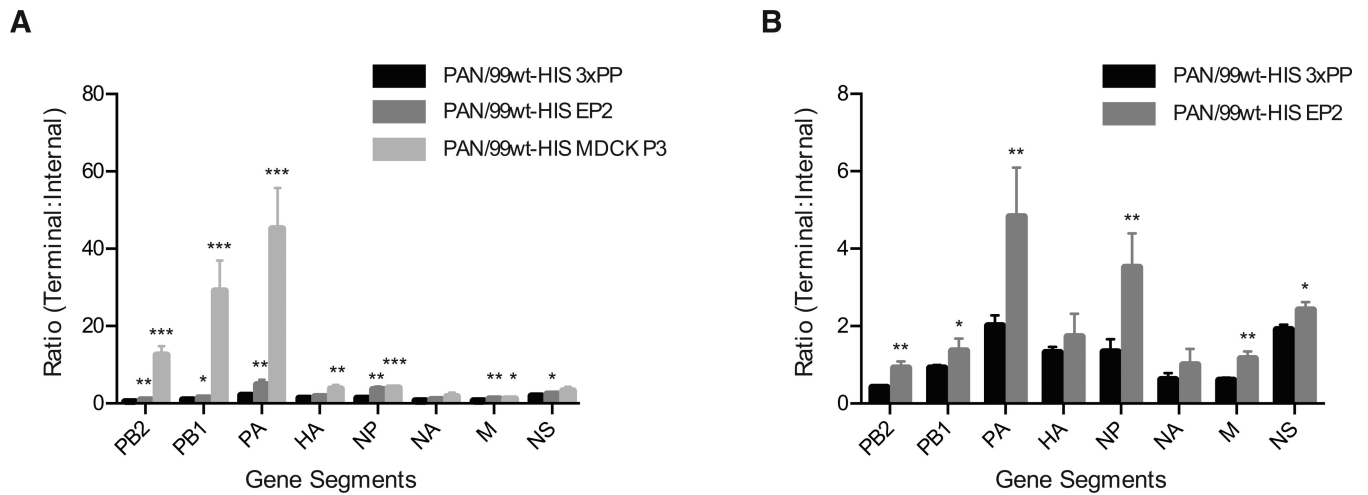 A
PAN/99wt-HIS 3xPP
PAN/99wt-HIS EP2
PAN/99wt-HIS MDCK P3
Ratio (Terminal:Internal)
80
60
40
20
0
***
***
***
**
*
**
**
**
***
**
*
*
PB2
PB1
PA
HA
NP
NA
M
NS
Gene Segments
B
PAN/99wt-HIS 3xPP
PAN/99wt-HIS EP2
Ratio (Terminal:Internal)
8
6
4
2
0
**
*
**
**
**
*
PB2
PB1
PA
HA
NP
NA
M
NS
Gene Segments